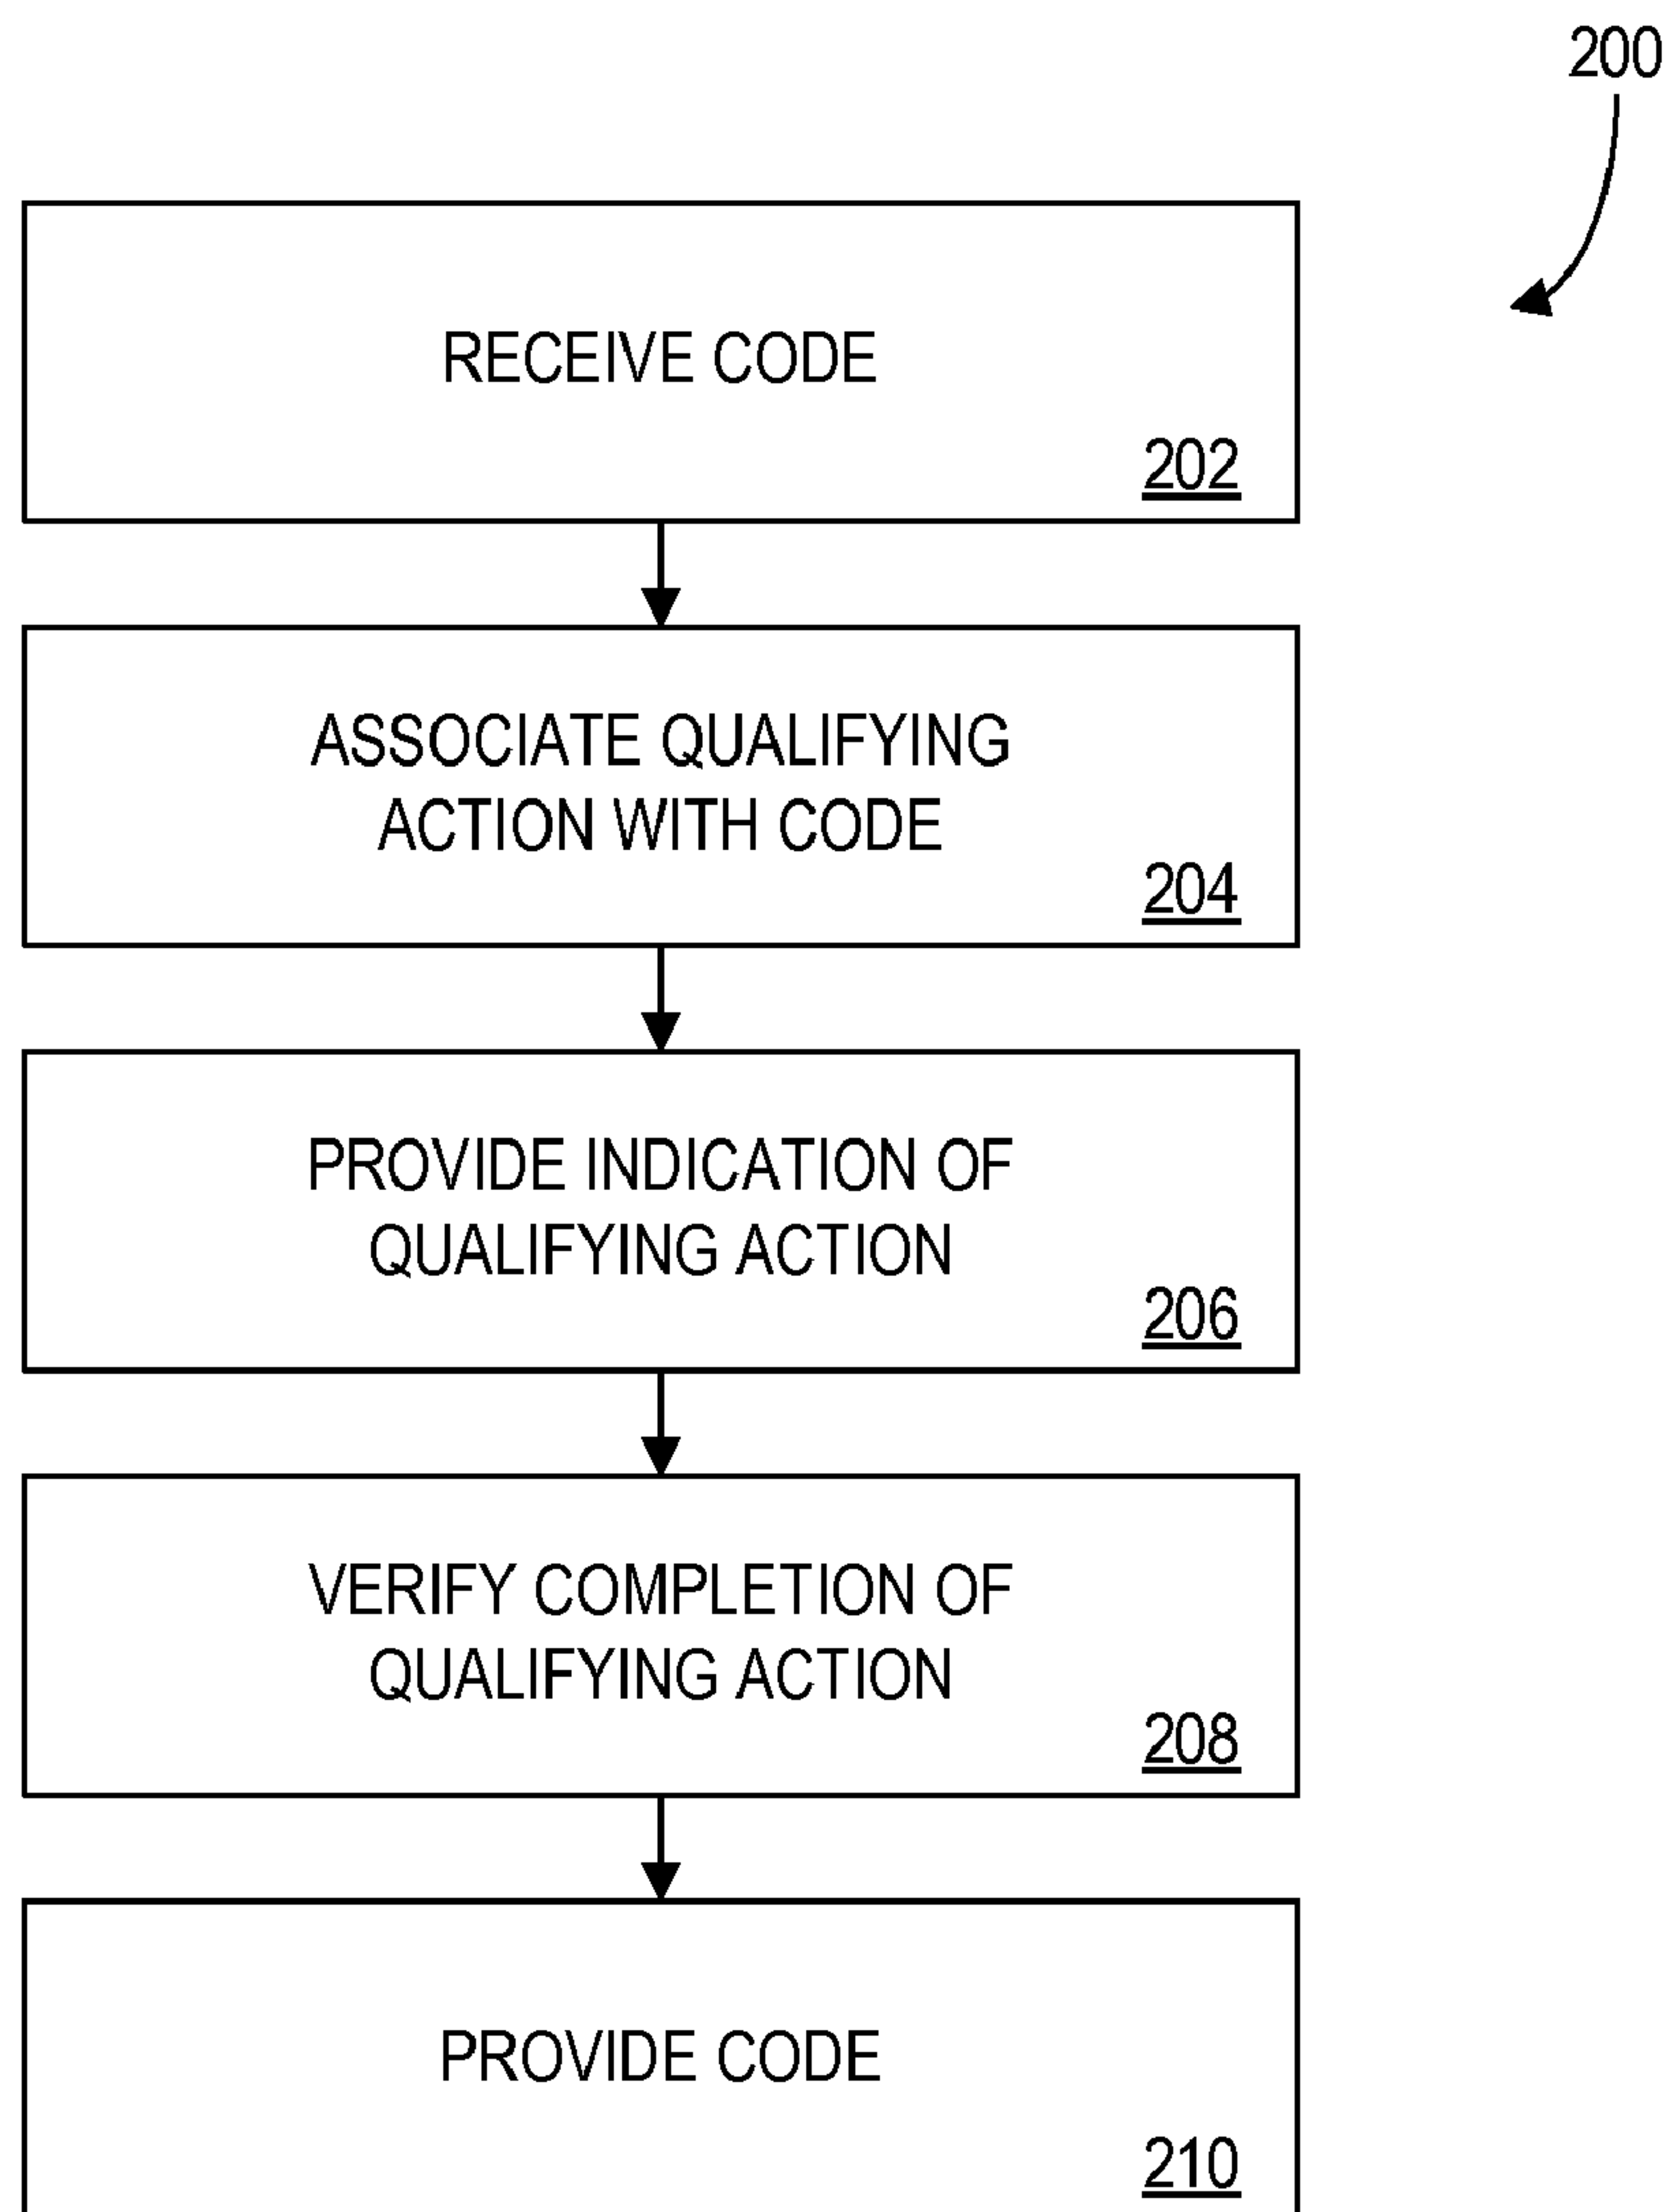 200
RECEIVE CODE
202
ASSOCIATE QUALIFYING
ACTION WITH CODE
204
PROVIDE INDICATION OF
QUALIFYING ACTION
206
VERIFY COMPLETION OF
QUALIFYING ACTION
208
PROVIDE CODE
210